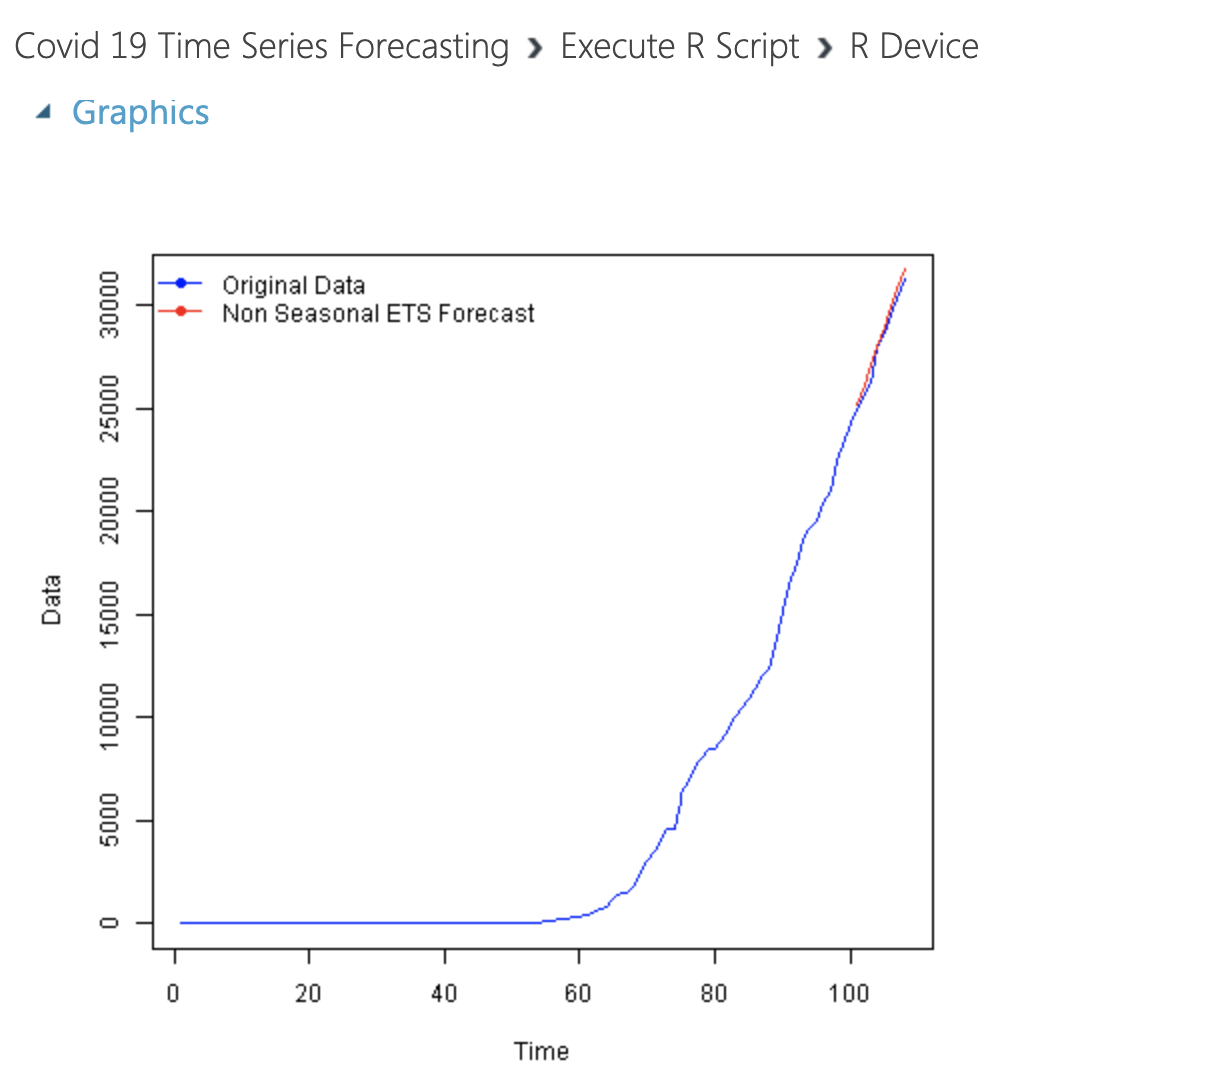 Covid 19 Time Series Forecasting › Execute R Script › R Device
Graphics
Original Data
Non Seasonal ETS Forecast
30000
25000
20000
15000
10000
5000
0
Data
0 20 40 60 80 100
Time